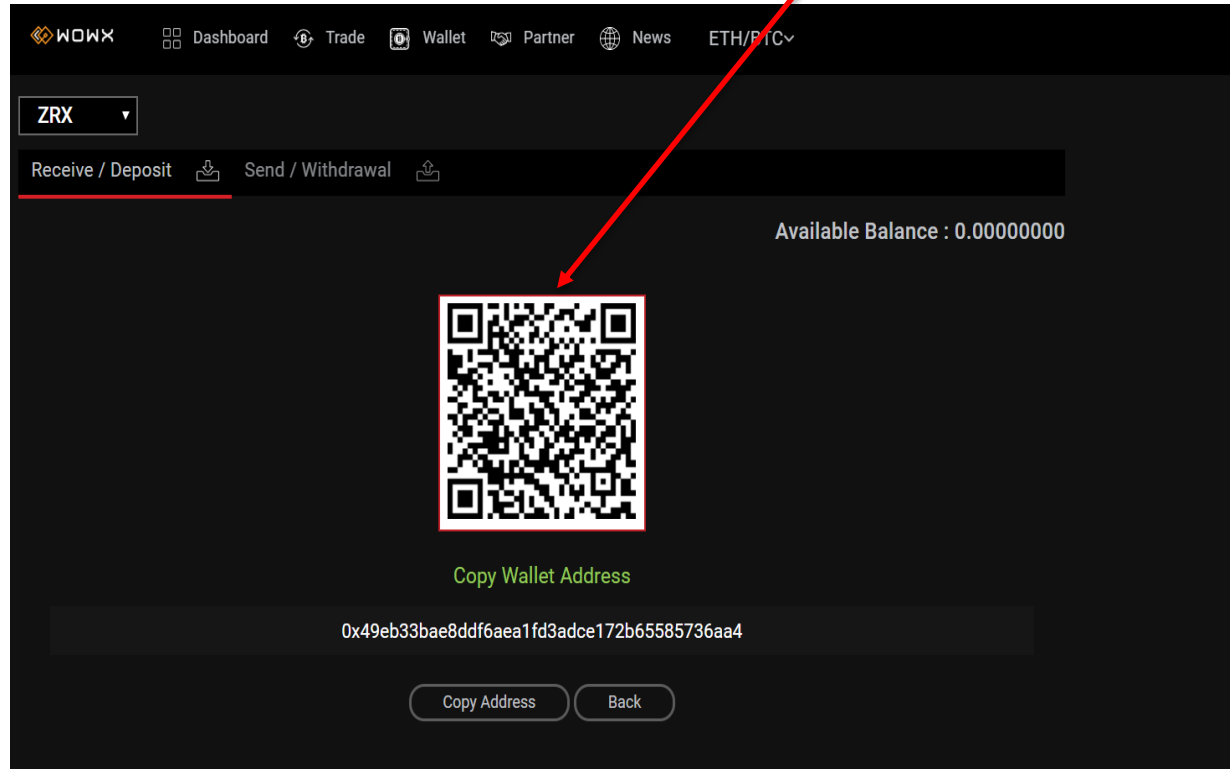 WOWX Dashboard Trade Wallet Partner News ETH/BTC
ZRX
Receive / Deposit Send / Withdrawal
Available Balance : 0.00000000
Copy Wallet Address
0x49eb33bae8ddf6aea1fd3adce172b65585736aa4
Copy Address Back